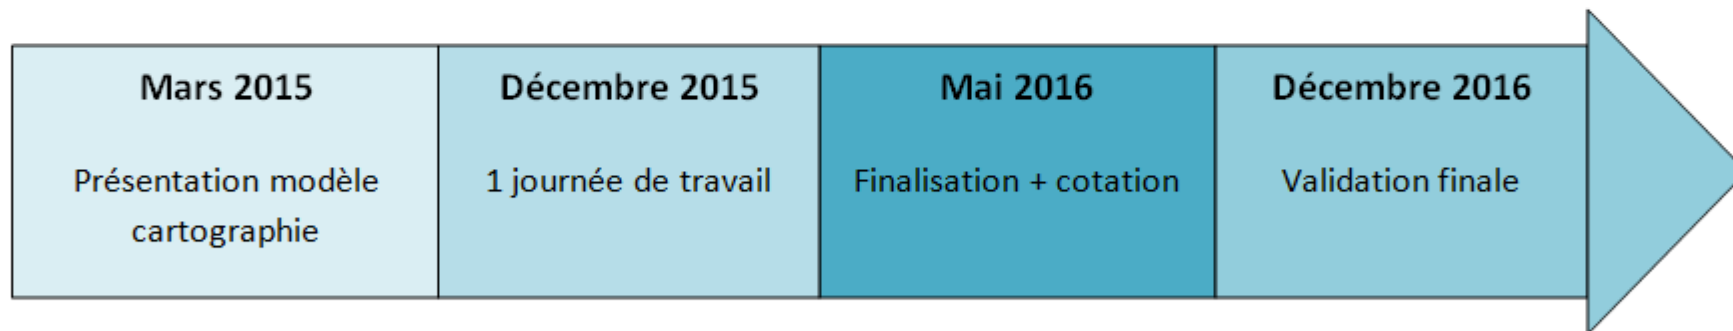 Mars 2015
Présentation modèle
cartographie
Décembre 2015
1 journée de travail
Mai 2016
Finalisation + cotation
Décembre 2016
Validation finale